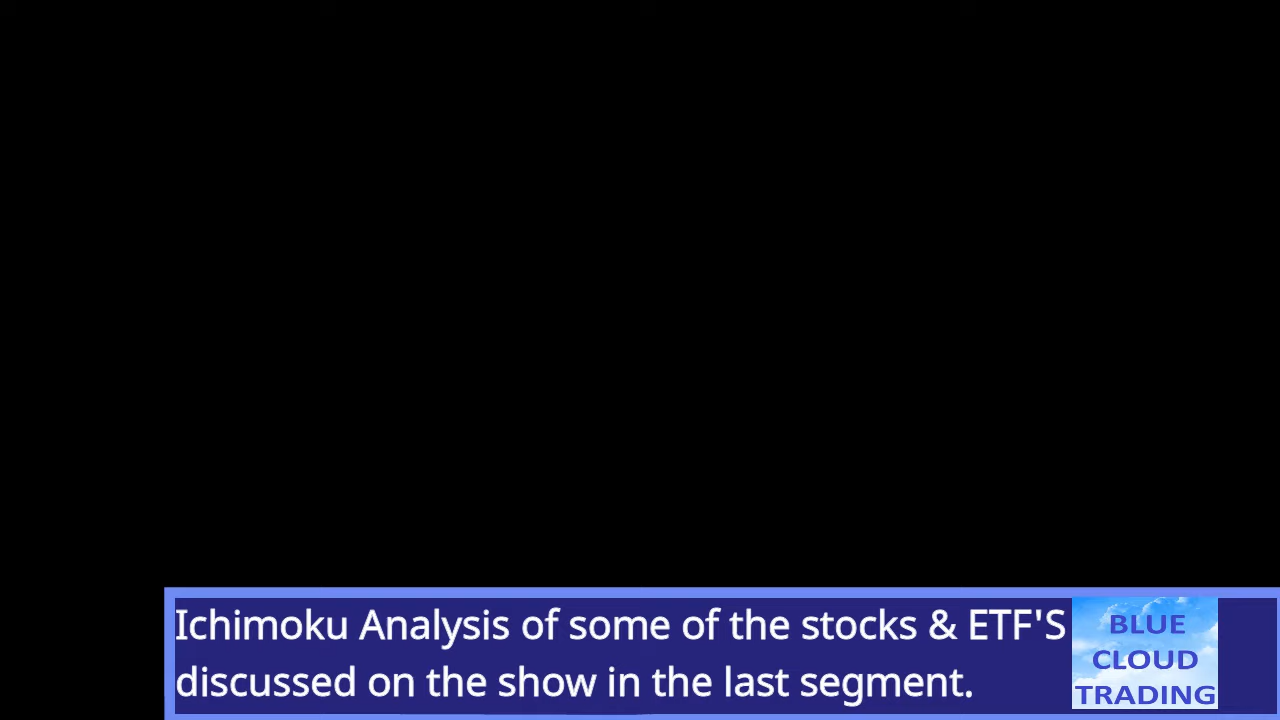 Ichimoku Analysis of some of the stocks & ETF'S
discussed on the show in the last segment.
BLUE
CLOUD
TRADING